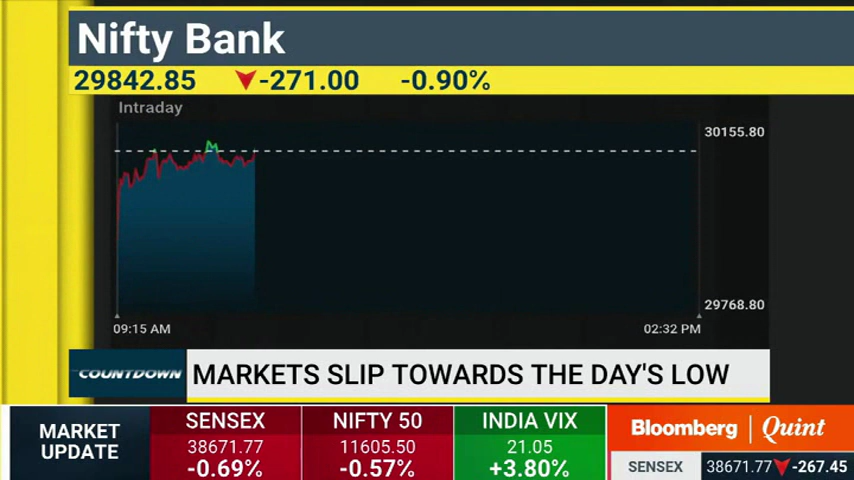 Nifty Bank
29842.85 ▼-271.00 -0.90%
Intraday
30155.80
29768.80
09:15 AM 02:32 PM
COUNTDOWN MARKETS SLIP TOWARDS THE DAY'S LOW
MARKET UPDATE
SENSEX
38671.77
-0.69%
NIFTY 50
11605.50
-0.57%
INDIA VIX
21.05
+3.80%
Bloomberg | Quint
SENSEX 38671.77▼-267.45